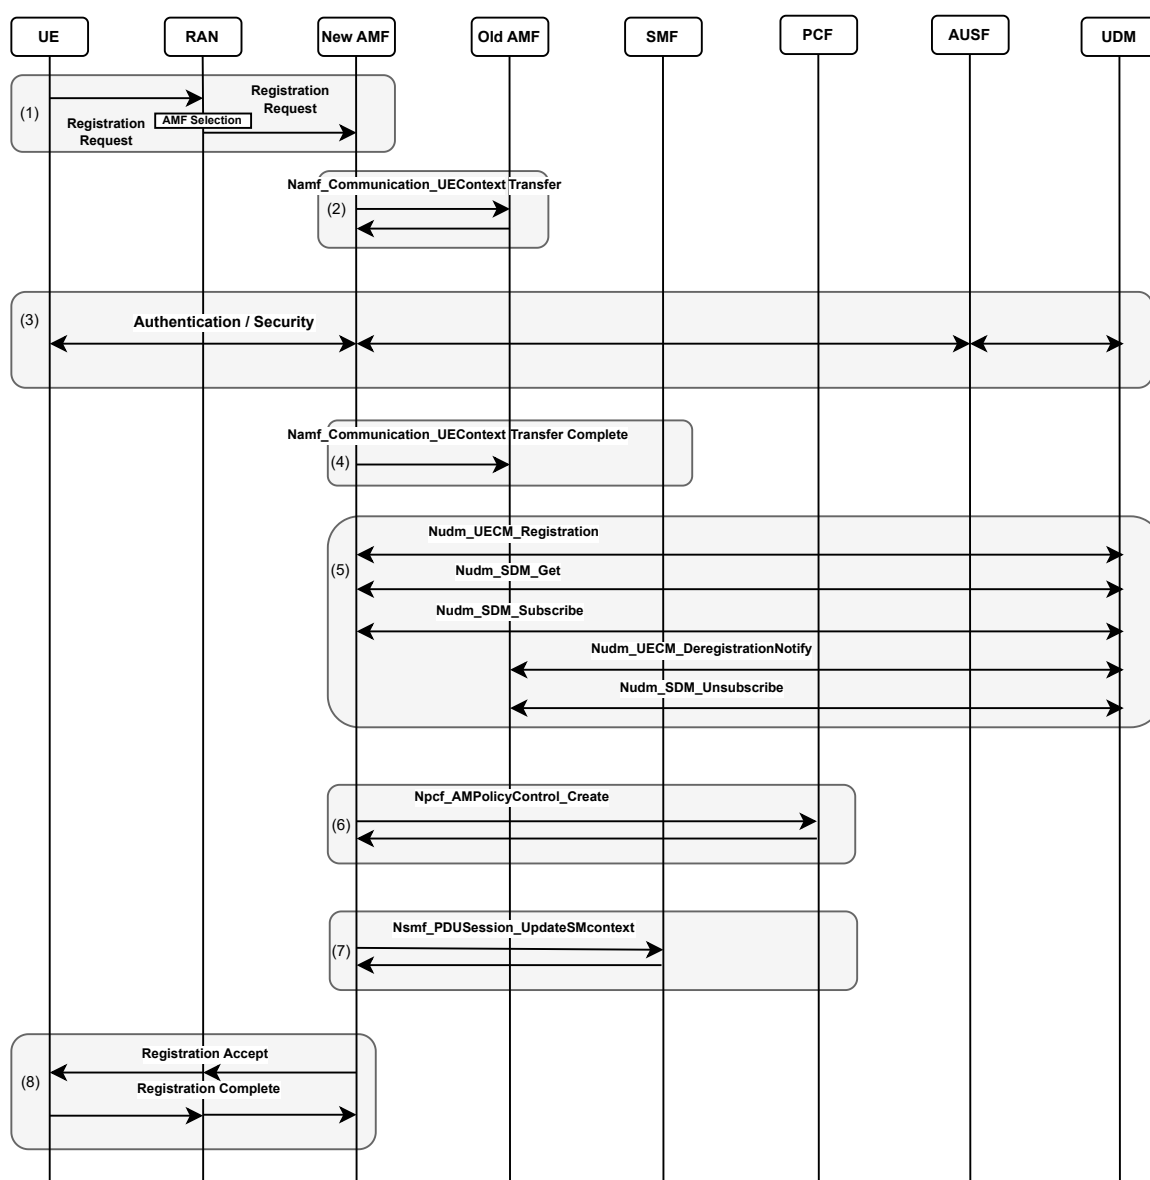 UE
RAN
New AMF
Old AMF
SMF
PCF
AUSF
UDM
(1)
Registration
Request
AMF Selection
Registration
Request
Namf_Communication_UEContext Transfer
(2)
(3)
Authentication / Security
Namf_Communication_UEContext Transfer Complete
(4)
Nudm_UECM_Registration
(5)
Nudm_SDM_Get
Nudm_SDM_Subscribe
Nudm_UECM_DeregistrationNotify
Nudm_SDM_Unsubscribe
Npcf_AMPolicyControl_Create
(6)
Nsmf_PDUSession_UpdateSMcontext
(7)
Registration Accept
(8)
Registration Complete